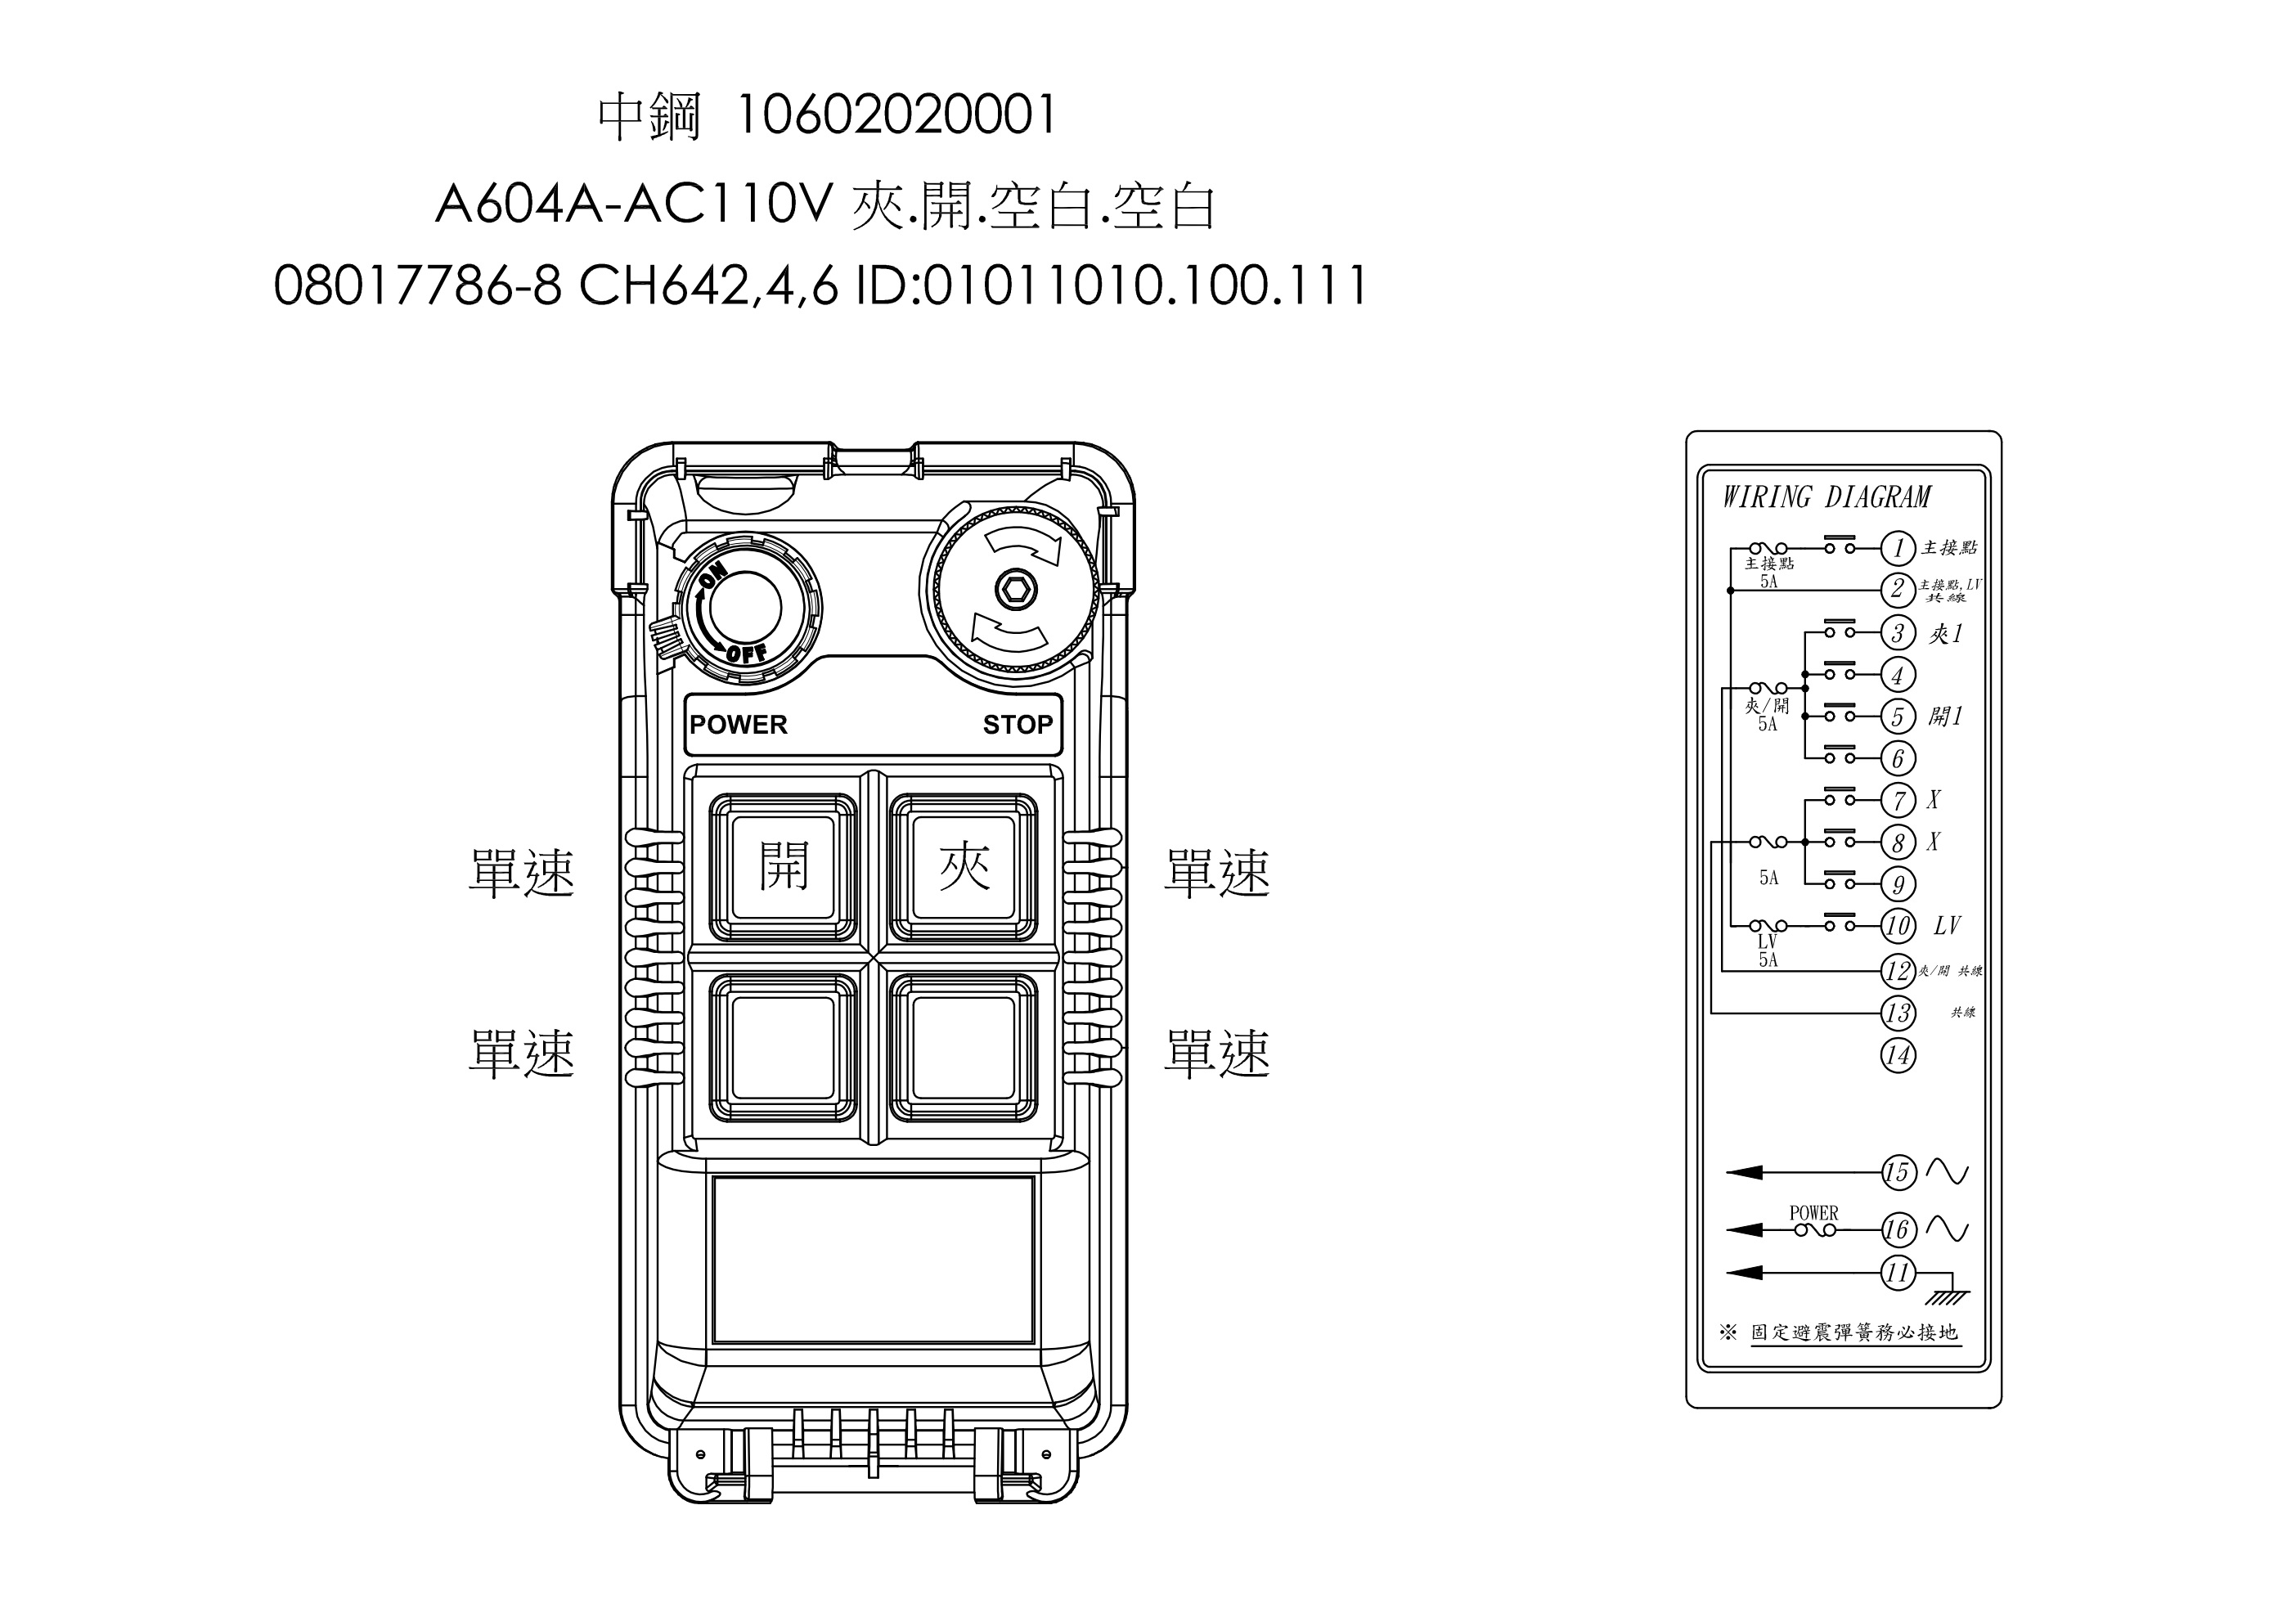 中鋼 10602020001
A604A-AC110V 夾.開.空白.空白
08017786-8 CH642,4,6 ID:01011010.100.111
ON
OFF
POWER STOP
單速 開 夾 單速
單速 單速
WIRING DIAGRAM
1 主接點
主接點
5A
2 主接點,LV
共線
3 夾1
4
夾/開
5A
5 開1
6
7 X
8 X
5A
9
10 LV
LV
5A
12 夾/開 共線
13 共線
14
15
POWER
16
11
※ 固定避震彈簧務必接地